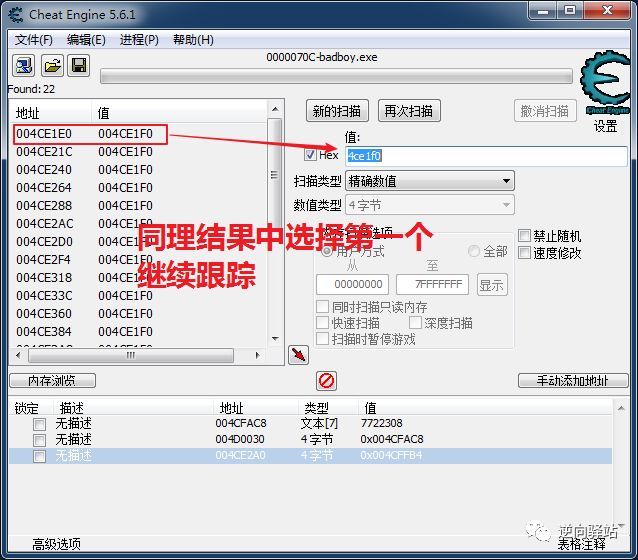 Cheat Engine 5.6.1
文件(F) 编辑(E) 进程(P) 帮助(H)
0000070C-badboy.exe
Found:22
Cheat Engine
设置
地址 值
004CE1E0 004CE1F0
004CE21C 004CE1F0
004CE240 004CE1F0
004CE264 004CE1F0
004CE288 004CE1F0
004CE2AC 004CE1F0
004CE2D0 004CE1F0
004CE2F4 004CE1F0
004CE318 004CE1F0
004CE33C 004CE1F0
004CE360 004CE1F0
004CE384 004CE1F0
新的扫描 再次扫描 撤消扫描
值:
Hex 4ce1f0
扫描类型 精确数值
数值类型 4 字节
同理结果中选择第一个
继续跟踪
选项
用户方式 全部
从 至
00000000 7FFFFFFF 显示
同时扫描只读内存
快速扫描 深度扫描
扫描时暂停游戏
禁止随机
速度修改
内存浏览 手动添加地址
锁定 描述 地址 类型 值
无描述 004CFAC8 文本[7] 7722308
无描述 004D0030 4 字节 0x004CFAC8
无描述 004CE2A0 4 字节 0x004CFFB4
高级选项 表格注释
逆向驿站